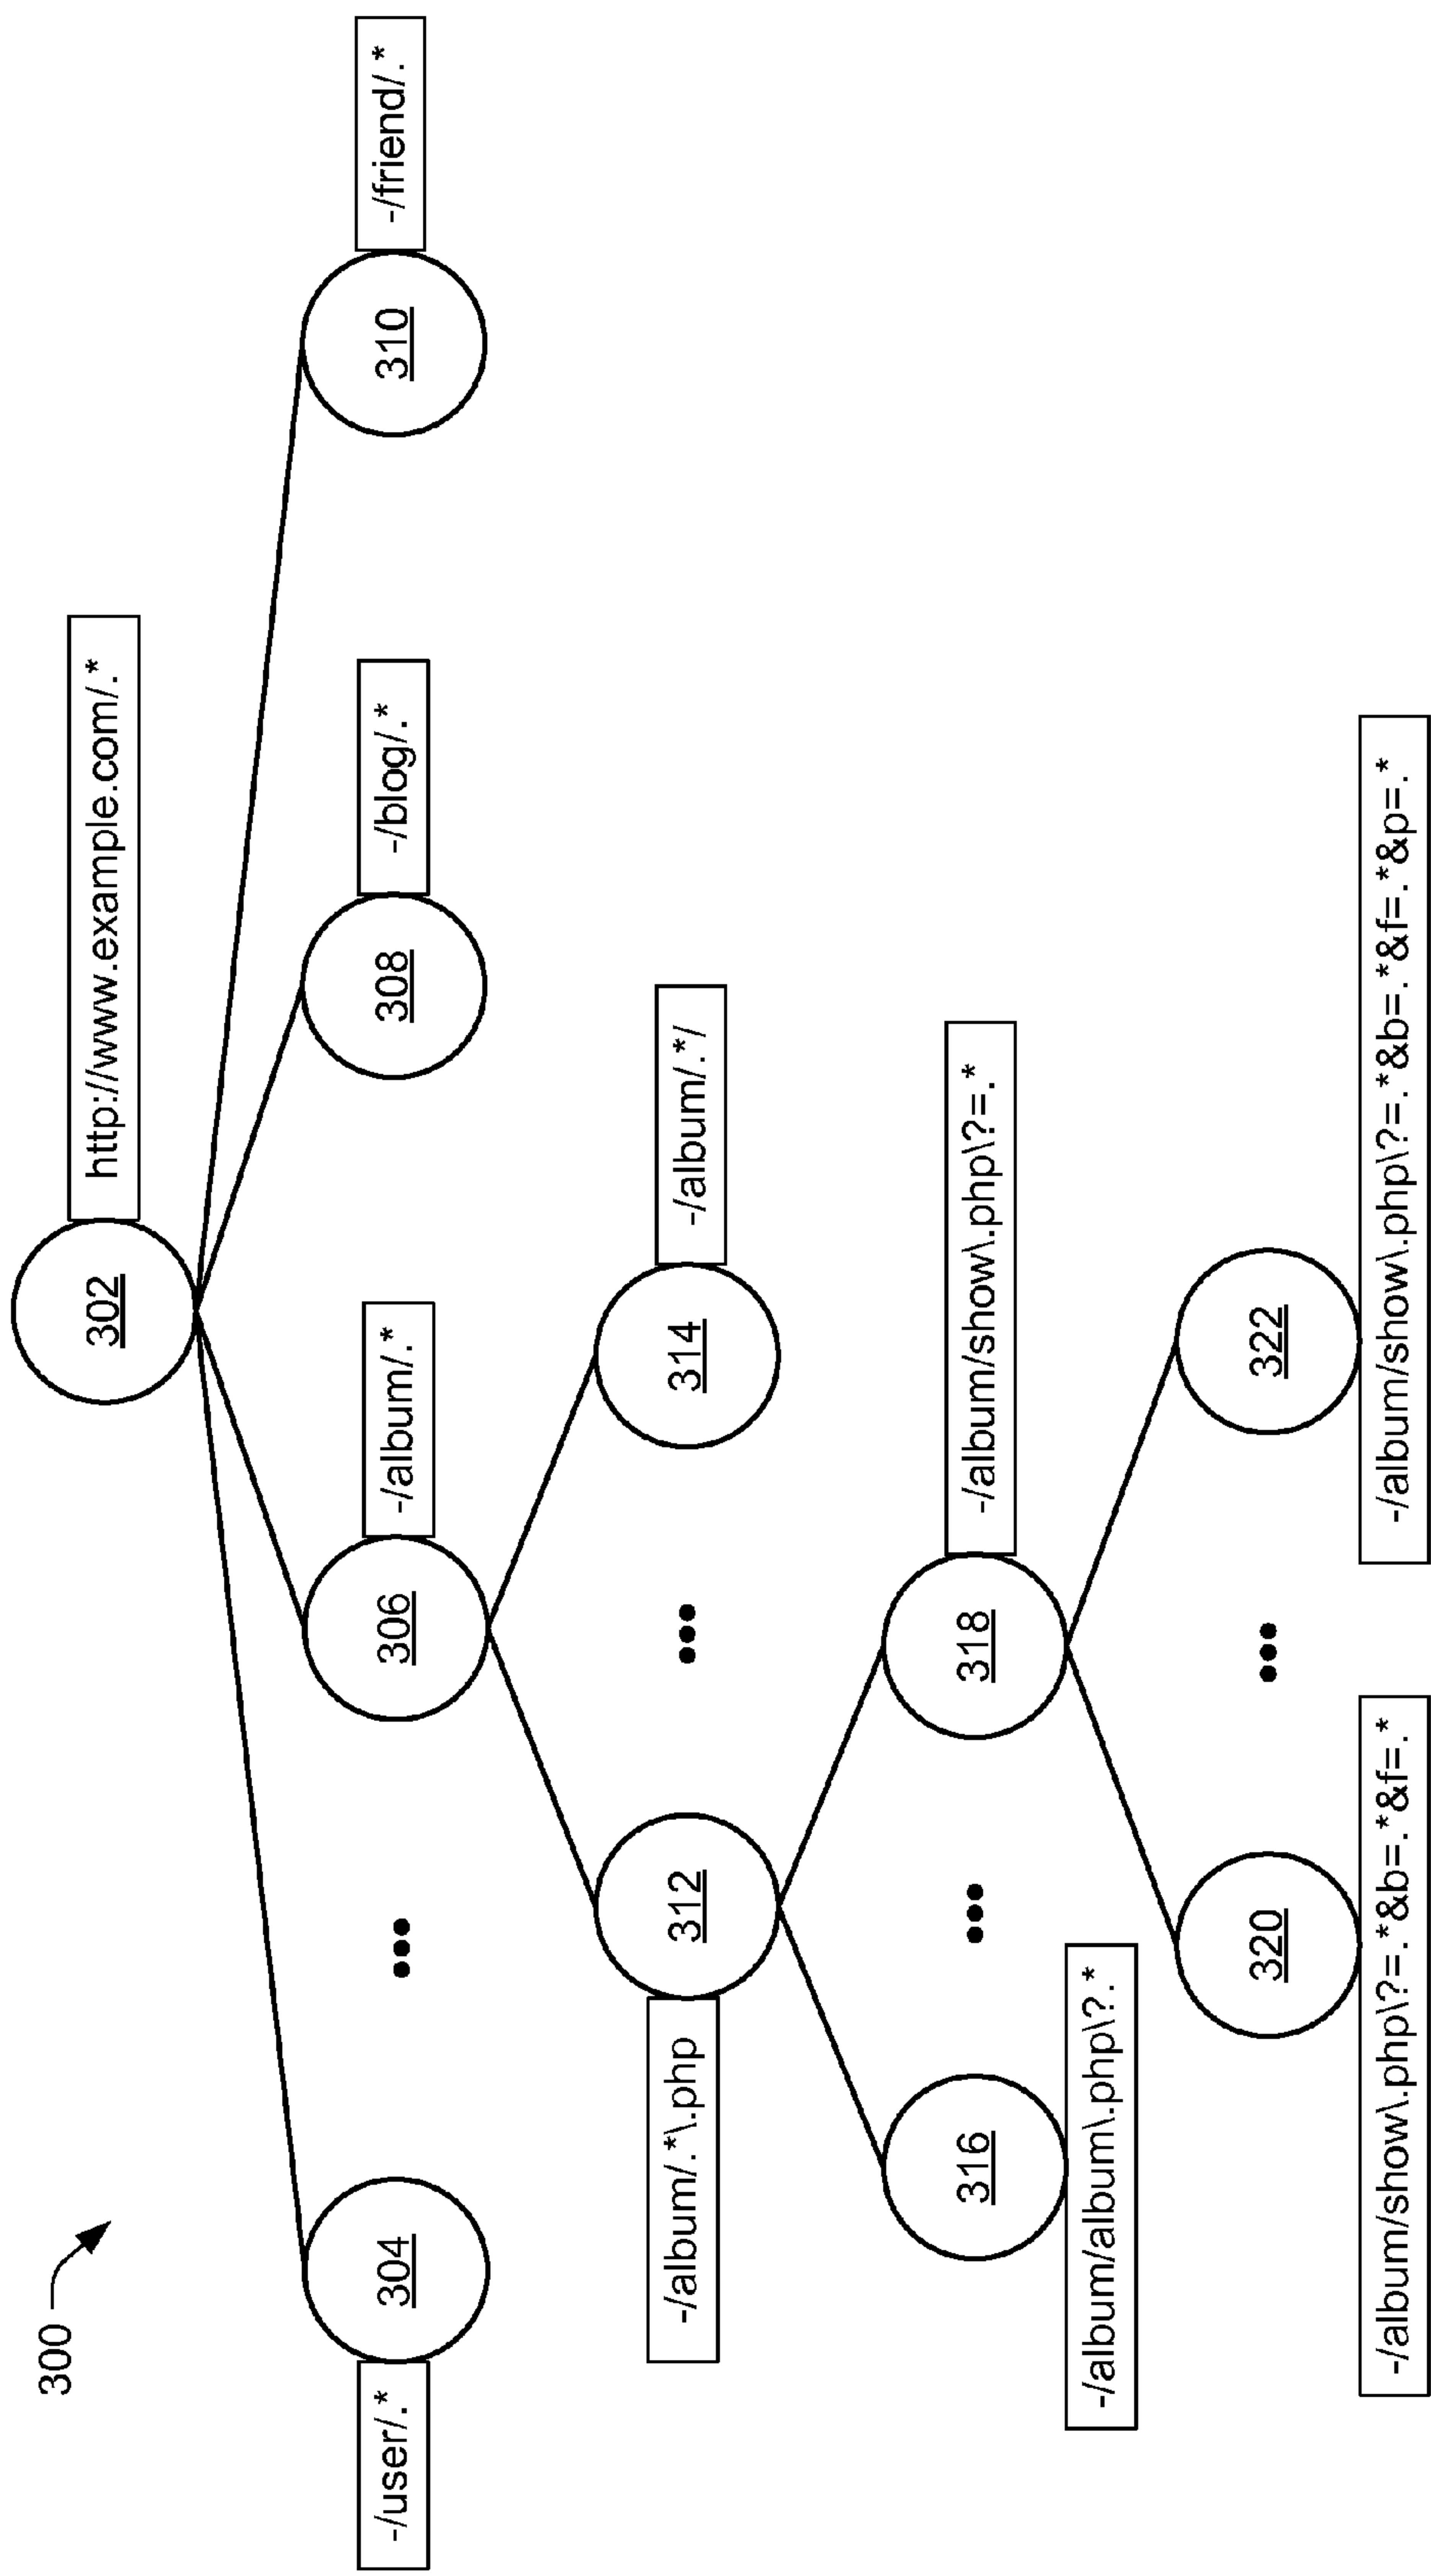 300
302
http://www.example.com/.*
-/user/.*
304
306
-/album/.*
308
-/blog/.*
310
-/friend/.*
-/album/.*\.php
312
314
-/album/.*/
316
-/album/album\.php\?.*
318
-/album/show\.php\?=.*
320
-/album/show\.php\?=.*&b=.*&f=.*
322
-/album/show\.php\?=.*&b=.*&f=.*&p=.*